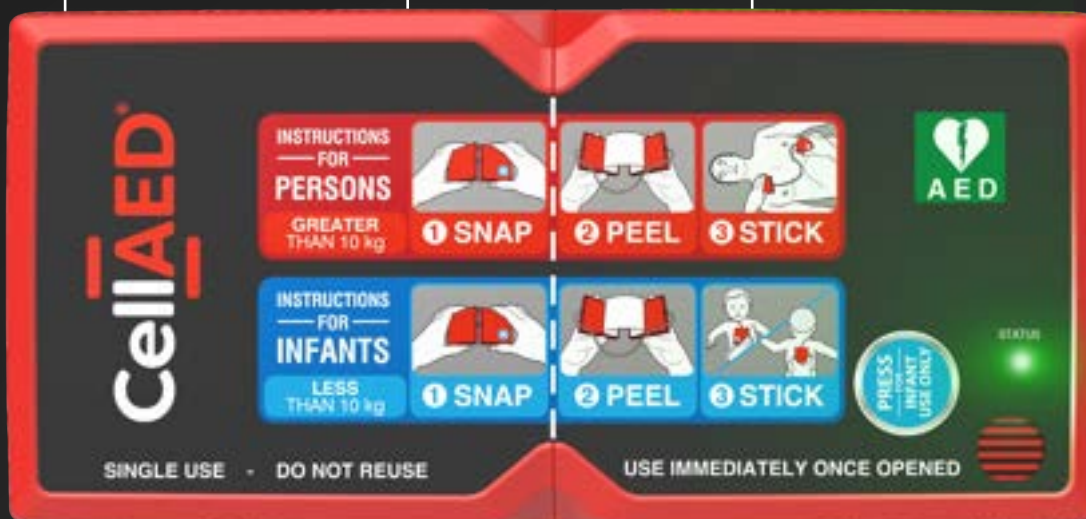 CellAED®
INSTRUCTIONS
FOR
PERSONS
GREATER
THAN 10 kg
1 SNAP
2 PEEL
3 STICK
INSTRUCTIONS
FOR
INFANTS
LESS
THAN 10 kg
1 SNAP
2 PEEL
3 STICK
AED
STATUS
PRESS
FOR
INFANT
USE ONLY
SINGLE USE - DO NOT REUSE
USE IMMEDIATELY ONCE OPENED